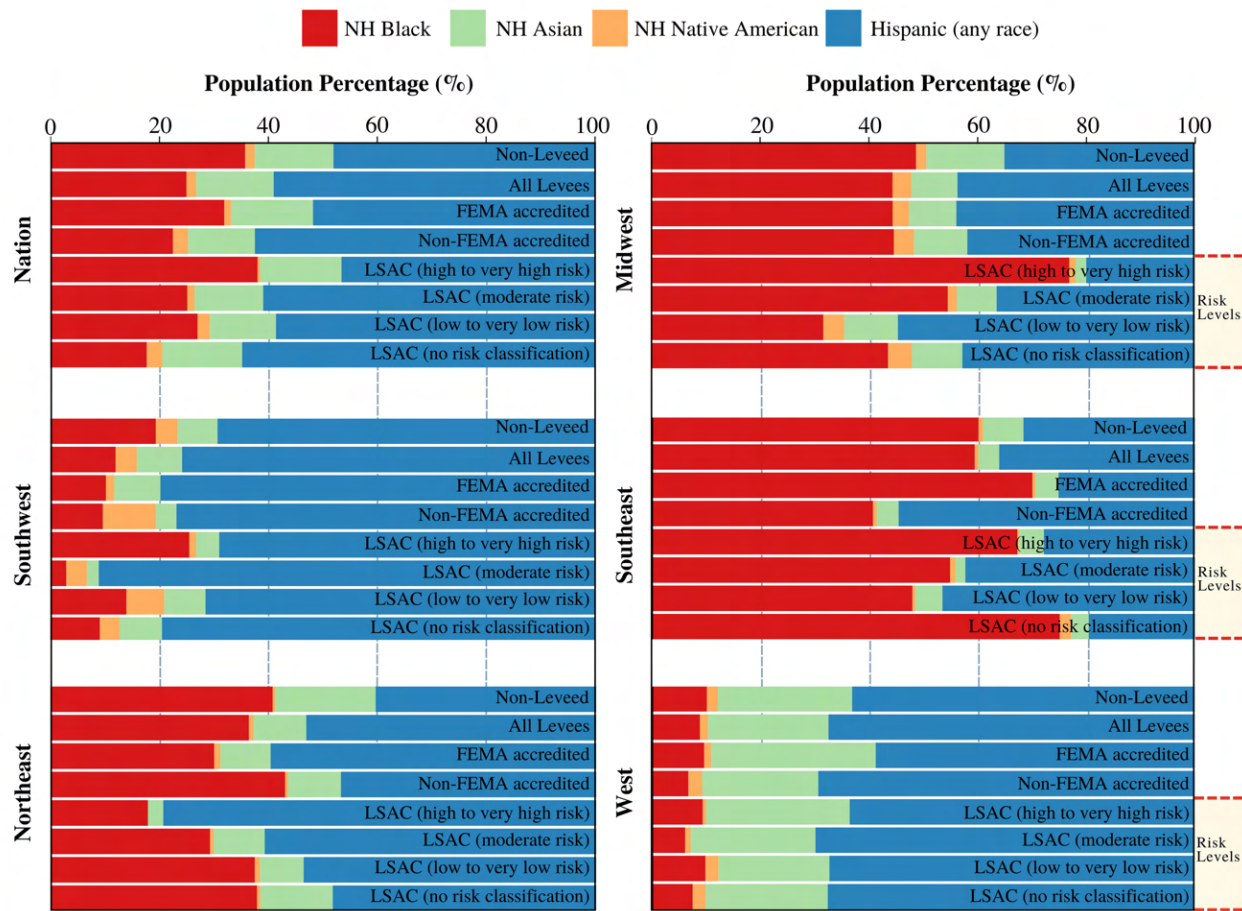 NH Black NH Asian NH Native American Hispanic (any race)
Population Percentage (%)
0 20 40 60 80 100
Nation
Non-Leveed
All Levees
FEMA accredited
Non-FEMA accredited
LSAC (high to very high risk)
LSAC (moderate risk)
LSAC (low to very low risk)
LSAC (no risk classification)
Southwest
Non-Leveed
All Levees
FEMA accredited
Non-FEMA accredited
LSAC (high to very high risk)
LSAC (moderate risk)
LSAC (low to very low risk)
LSAC (no risk classification)
Northeast
Non-Leveed
All Levees
FEMA accredited
Non-FEMA accredited
LSAC (high to very high risk)
LSAC (moderate risk)
LSAC (low to very low risk)
LSAC (no risk classification)
Population Percentage (%)
0 20 40 60 80 100
Midwest
Non-Leveed
All Levees
FEMA accredited
Non-FEMA accredited
LSAC (high to very high risk)
LSAC (moderate risk)
LSAC (low to very low risk)
LSAC (no risk classification)
Risk
Levels
Southeast
Non-Leveed
All Levees
FEMA accredited
Non-FEMA accredited
LSAC (high to very high risk)
LSAC (moderate risk)
LSAC (low to very low risk)
LSAC (no risk classification)
Risk
Levels
West
Non-Leveed
All Levees
FEMA accredited
Non-FEMA accredited
LSAC (high to very high risk)
LSAC (moderate risk)
LSAC (low to very low risk)
LSAC (no risk classification)
Risk
Levels